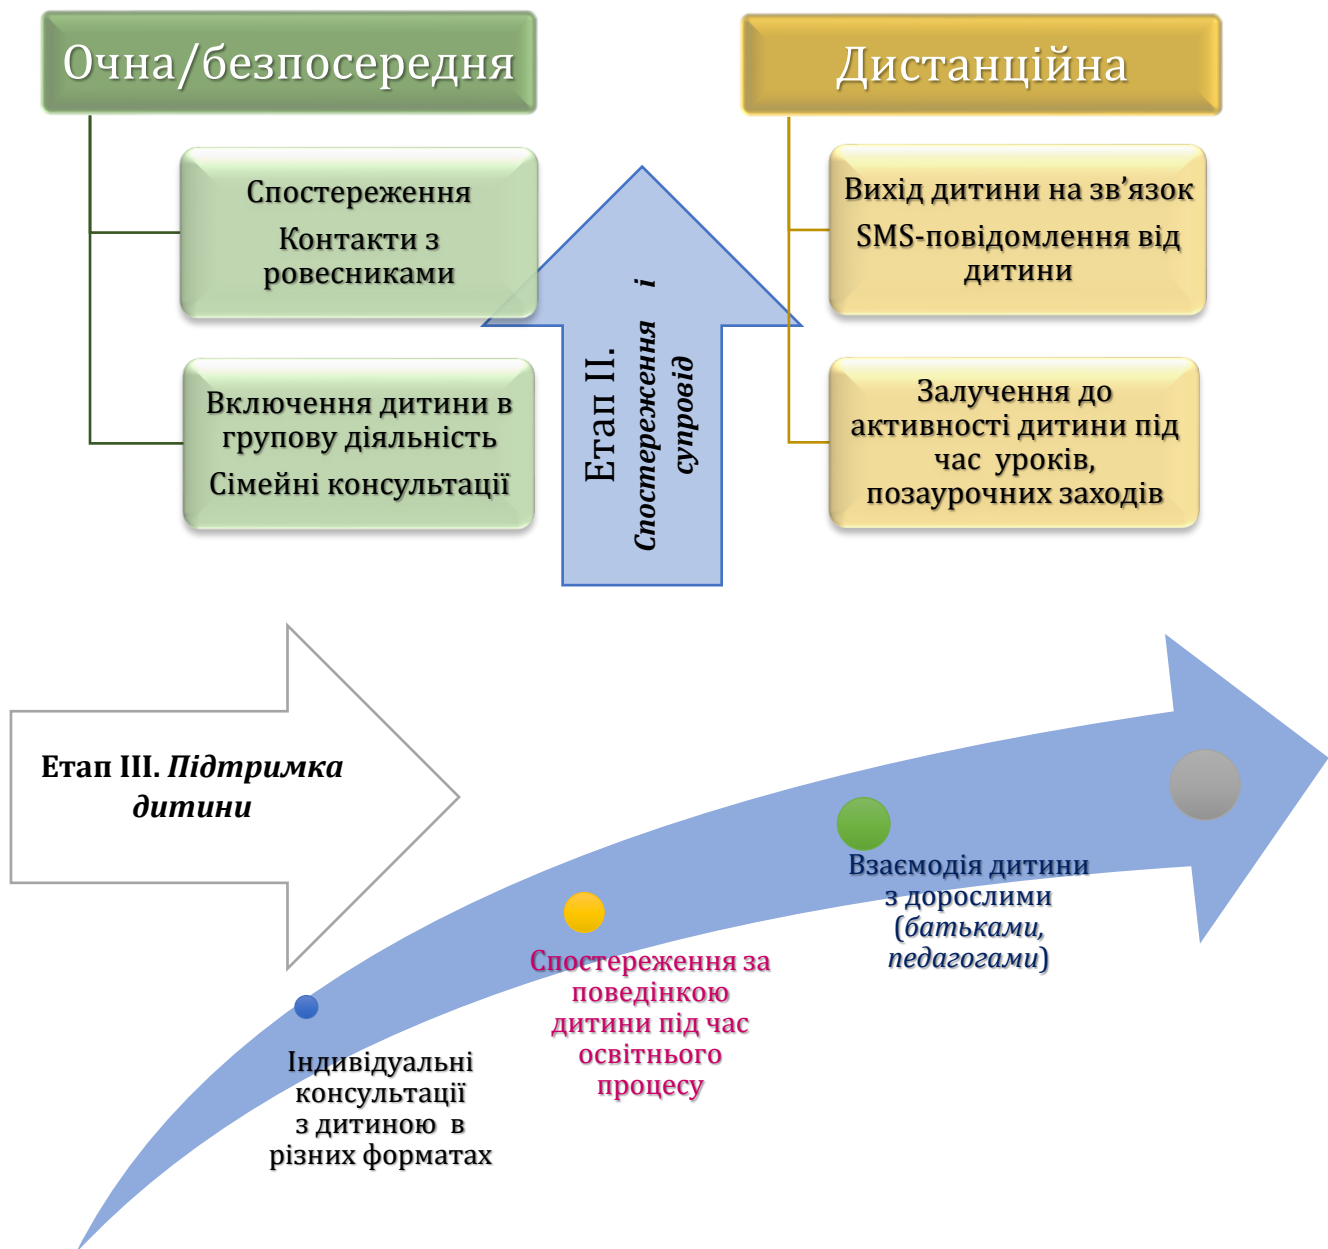 Очна/безпосередня
Спостереження
Контакти з
ровесниками
Включення дитини в
групову діяльність
Сімейні консультації
Етап II.
Спостереження і
супровід
Дистанційна
Вихід дитини на зв’язок
SMS-повідомлення від
дитини
Залучення до
активності дитини під
час уроків,
позаурочних заходів
Етап III. Підтримка
дитини
Індивідуальні
консультації
з дитиною в
різних форматах
Спостереження за
поведінкою
дитини під час
освітнього
процесу
Взаємодія дитини
з дорослими
(батьками,
педагогами)